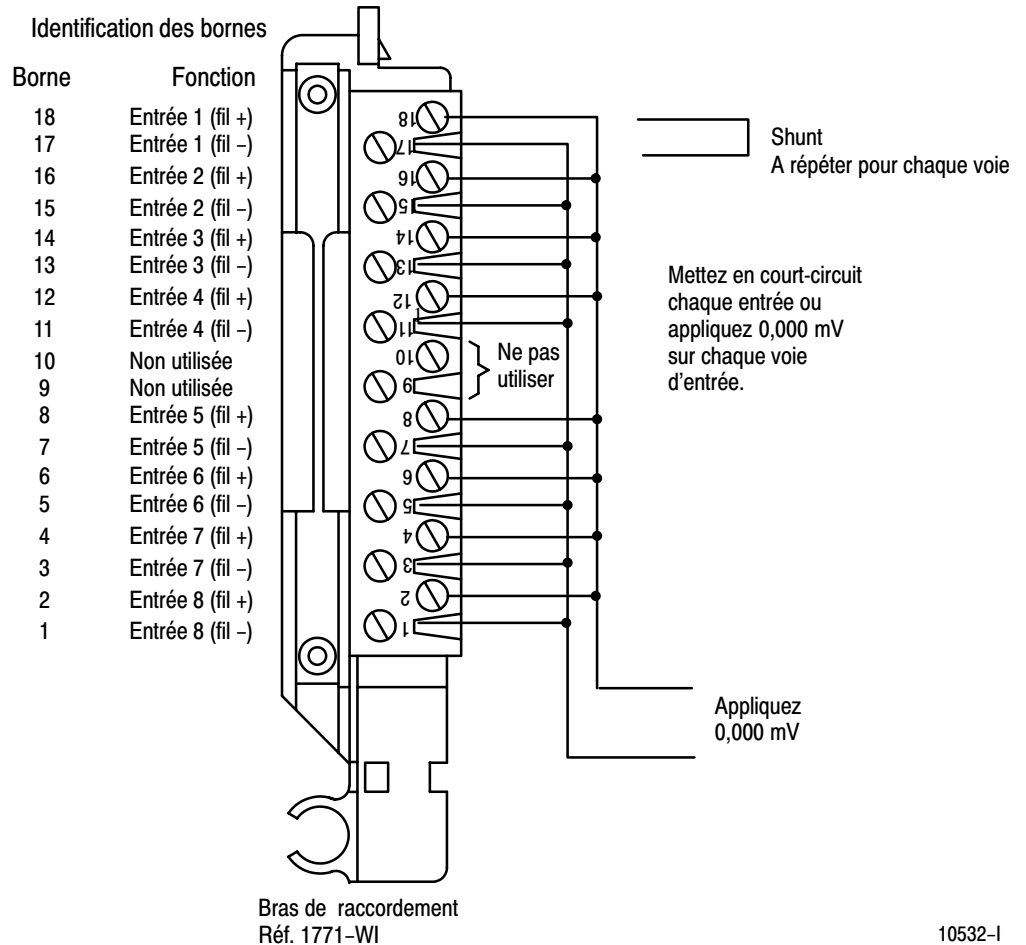 Identification des bornes
Borne Fonction
18 Entrée 1 (fil +)
17 Entrée 1 (fil –)
16 Entrée 2 (fil +)
15 Entrée 2 (fil –)
14 Entrée 3 (fil +)
13 Entrée 3 (fil –)
12 Entrée 4 (fil +)
11 Entrée 4 (fil –)
10 Non utilisée
9 Non utilisée
8 Entrée 5 (fil +)
7 Entrée 5 (fil –)
6 Entrée 6 (fil +)
5 Entrée 6 (fil –)
4 Entrée 7 (fil +)
3 Entrée 7 (fil –)
2 Entrée 8 (fil +)
1 Entrée 8 (fil –)
18
17
16
15
14
13
12
11
10
9
8
7
6
5
4
3
2
1
Ne pas
utiliser
Shunt
A répéter pour chaque voie
Mettez en court-circuit
chaque entrée ou
appliquez 0,000 mV
sur chaque voie
d'entrée.
Appliquez
0,000 mV
Bras de raccordement
Réf. 1771–WI
10532–I